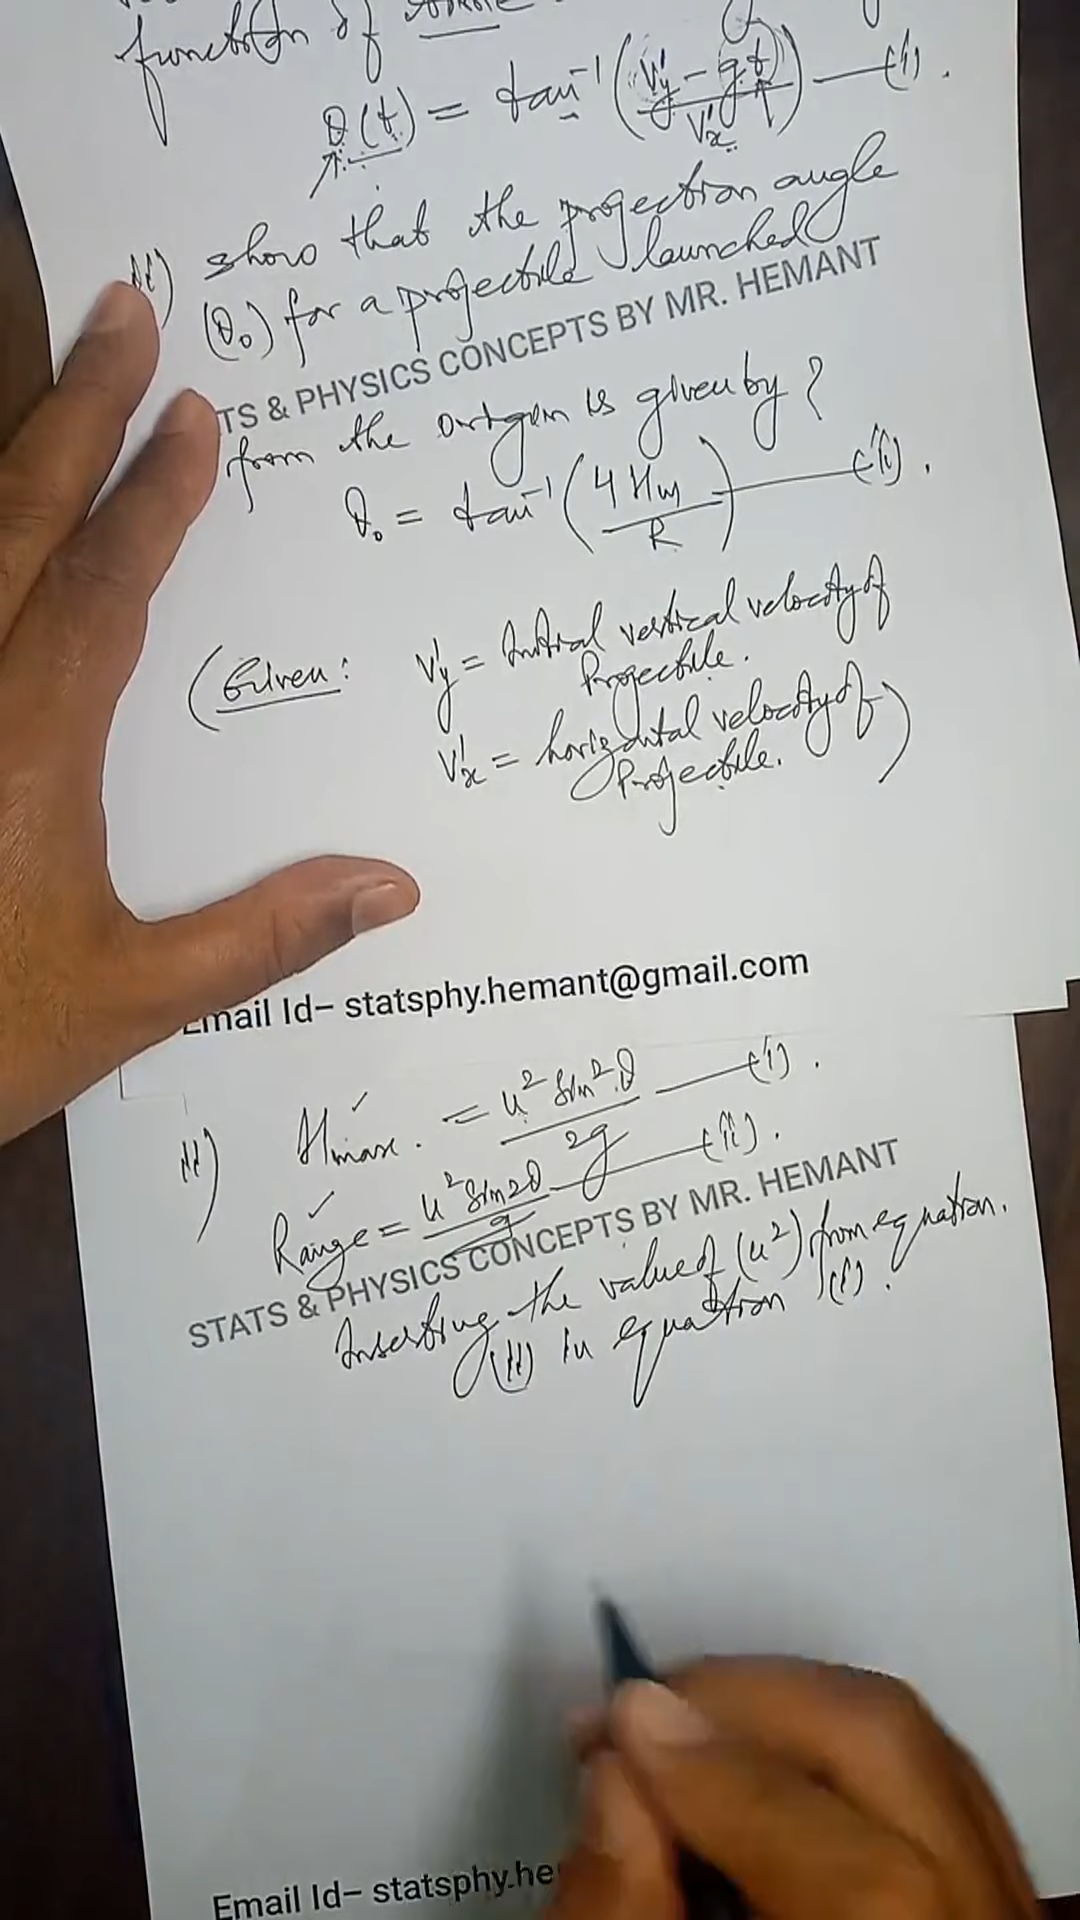 function of
θ(t) = tan⁻¹ (v'y − gt / v'x) —(i).
ii) show that the projection angle
(θ₀) for a projectile launched
TS & PHYSICS CONCEPTS BY MR. HEMANT
from the origin is given by ?
θ₀ = tan⁻¹ (4Hm / R) —(ii).
(Given: v'y = Initial vertical velocity of
Projectile.
v'x = horizontal velocity of
Projectile. )
Email Id– statsphy.hemant@gmail.com
ii) Hmax. = u² sin²θ / 2g —(i).
Range = u² sin2θ / g —(ii).
STATS & PHYSICS CONCEPTS BY MR. HEMANT
Inserting the value of (u²) from equation.
(ii) in equation (i).
Email Id– statsphy.he